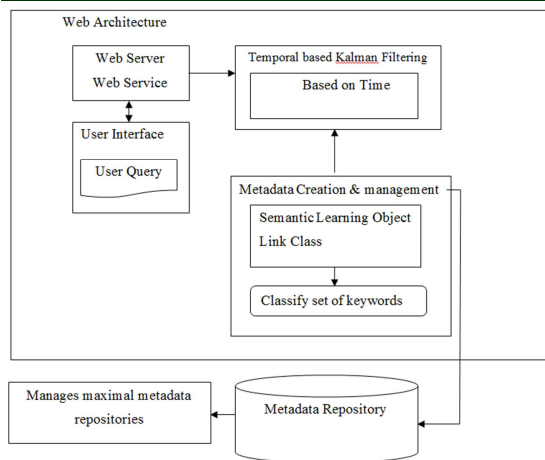 Web Architecture
Web Server
Web Service
Temporal based Kalman Filtering
Based on Time
User Interface
User Query
Metadata Creation & management
Semantic Learning Object
Link Class
Classify set of keywords
Manages maximal metadata
repositories
Metadata Repository